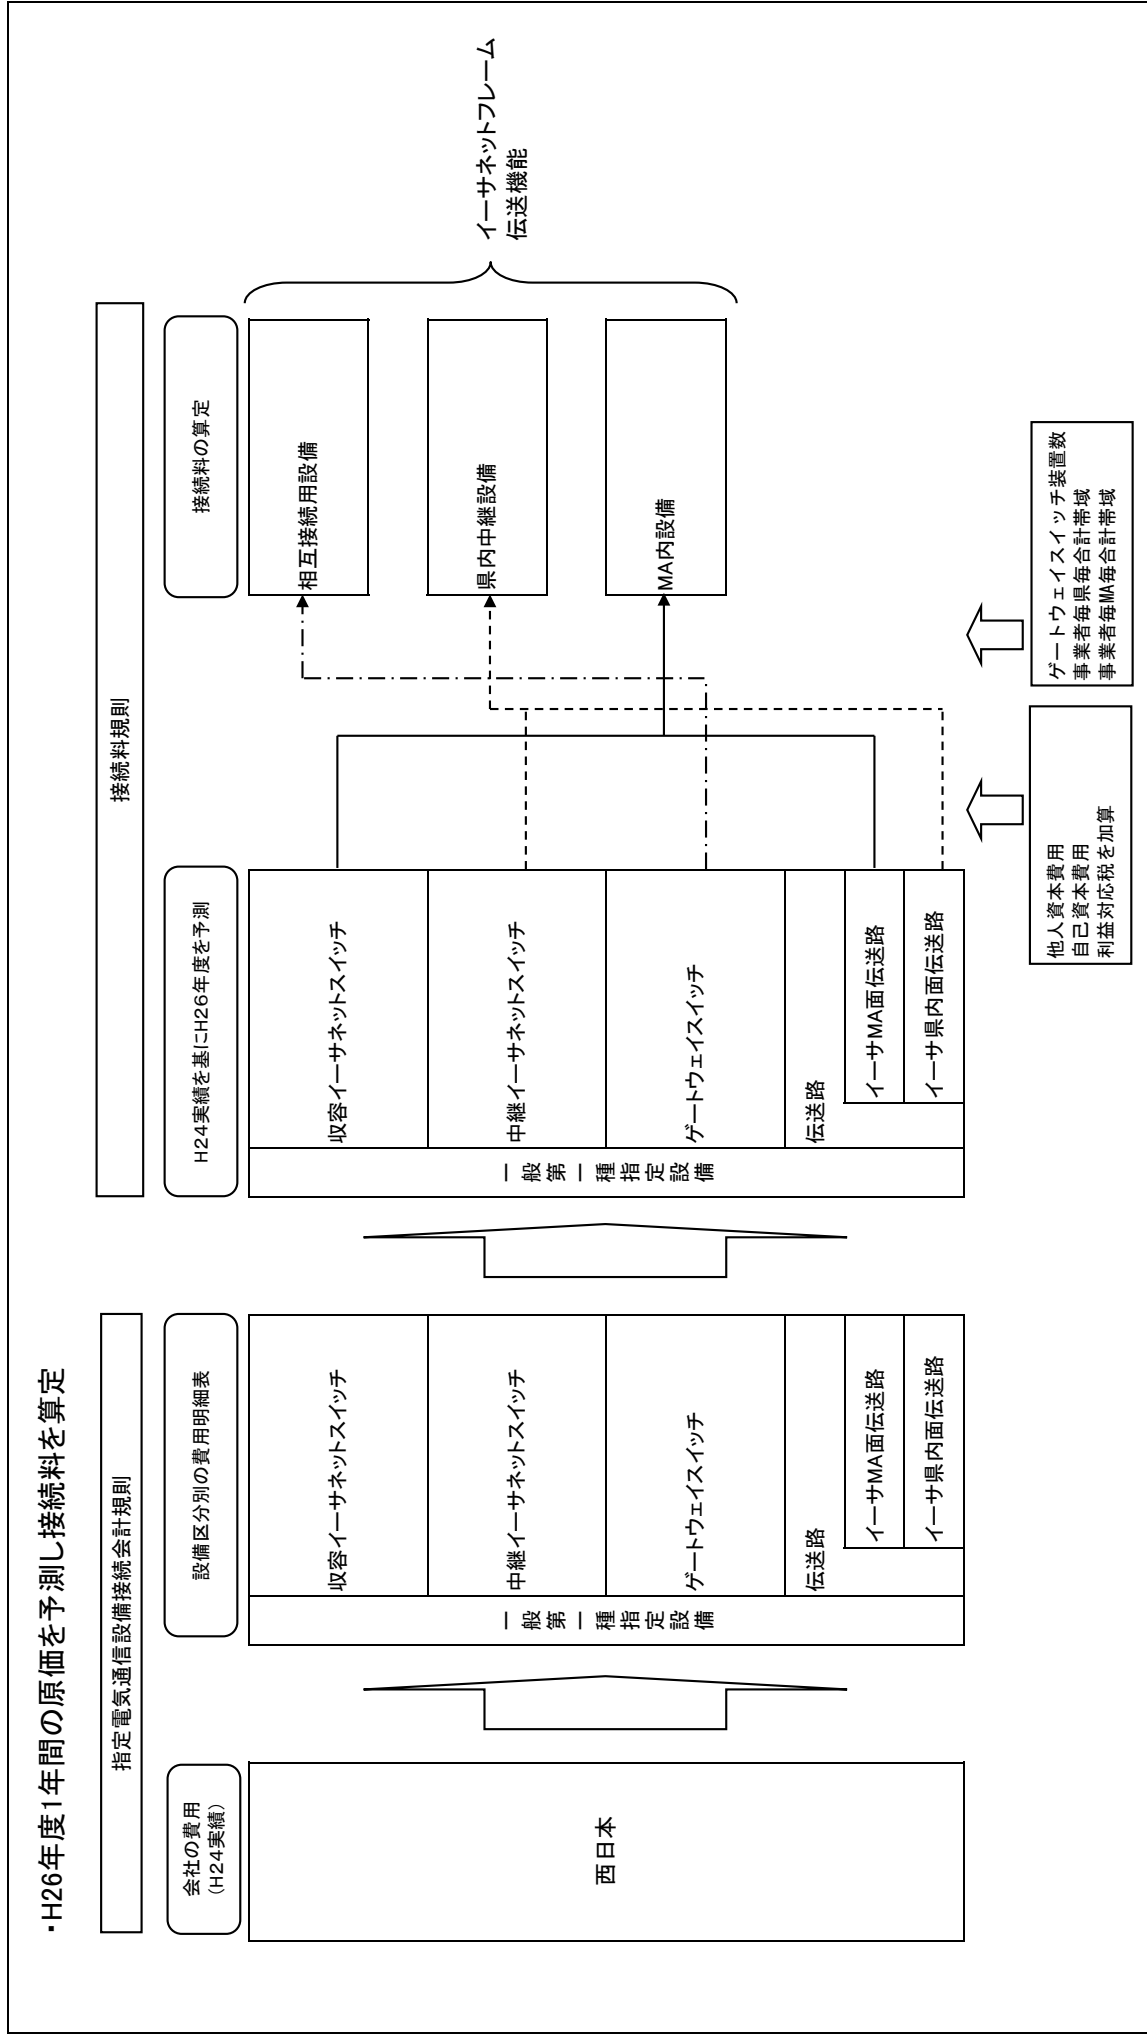 ・H26年度1年間の原価を予測し接続料を算定
指定電気通信設備接続会計規則
接続料規則
会社の費用
（H24実績）
設備区分別の費用明細表
H24実績を基にH26年度を予測
接続料の算定
西日本
一般第一種指定設備
収容イーサネットスイッチ
中継イーサネットスイッチ
ゲートウェイスイッチ
伝送路
イーサMA面伝送路
イーサ県内面伝送路
一般第一種指定設備
収容イーサネットスイッチ
中継イーサネットスイッチ
ゲートウェイスイッチ
伝送路
イーサMA面伝送路
イーサ県内面伝送路
相互接続用設備
県内中継設備
MA内設備
イーサネットフレーム
伝送機能
他人資本費用
自己資本費用
利益対応税を加算
ゲートウェイスイッチ装置数
事業者毎県毎合計帯域
事業者毎MA毎合計帯域